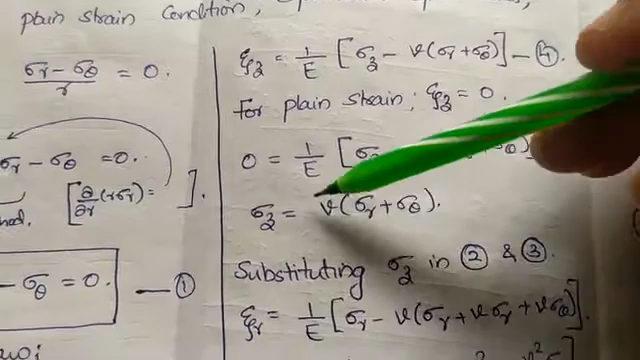 plain strain Condition,
σr − σθ / r = 0.
σr − σθ = 0.
[∂/∂r (rσr) = ].
− σθ = 0. — ①
εz = 1/E [σz − ν(σr + σθ)] — ④.
For plain strain; εz = 0.
0 = 1/E [σz
σz = ν(σr + σθ).
Substituting σz in ② & ③.
εr = 1/E [σr − ν(σr + νσr + νσθ)].